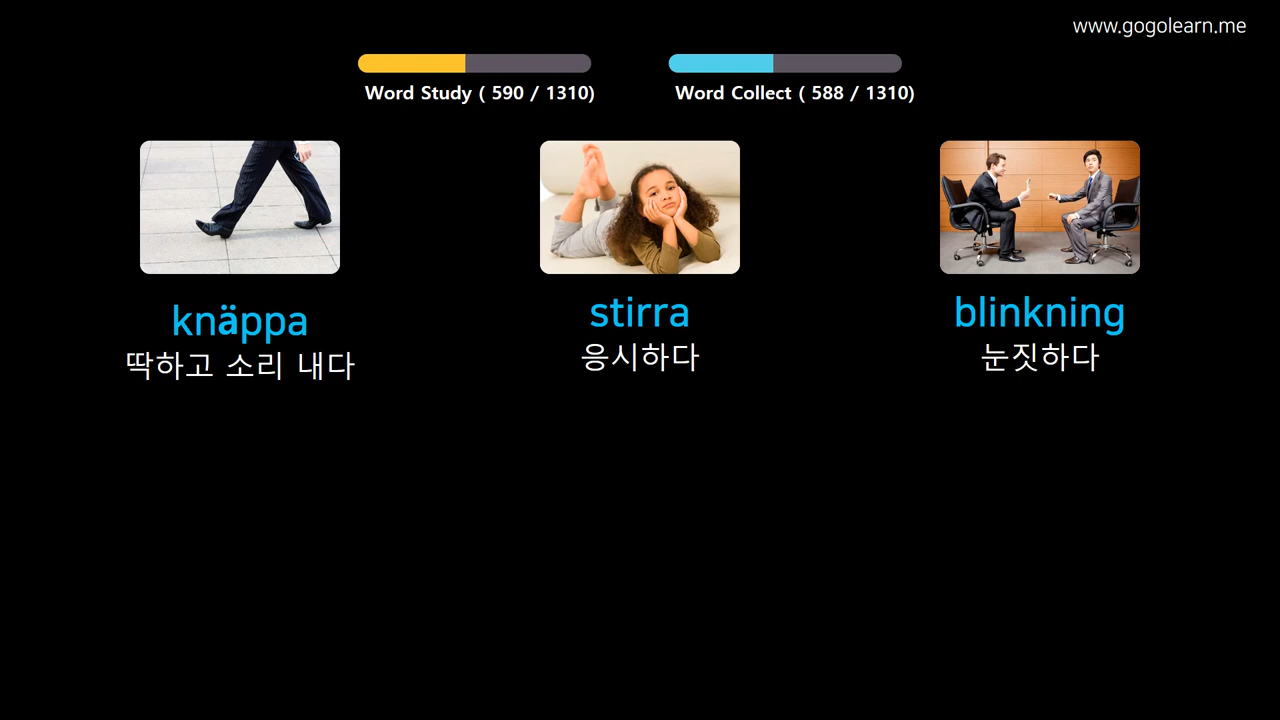 www.gogolearn.me
Word Study ( 590 / 1310)
Word Collect ( 588 / 1310)
knäppa
딱하고 소리 내다
stirra
응시하다
blinkning
눈짓하다